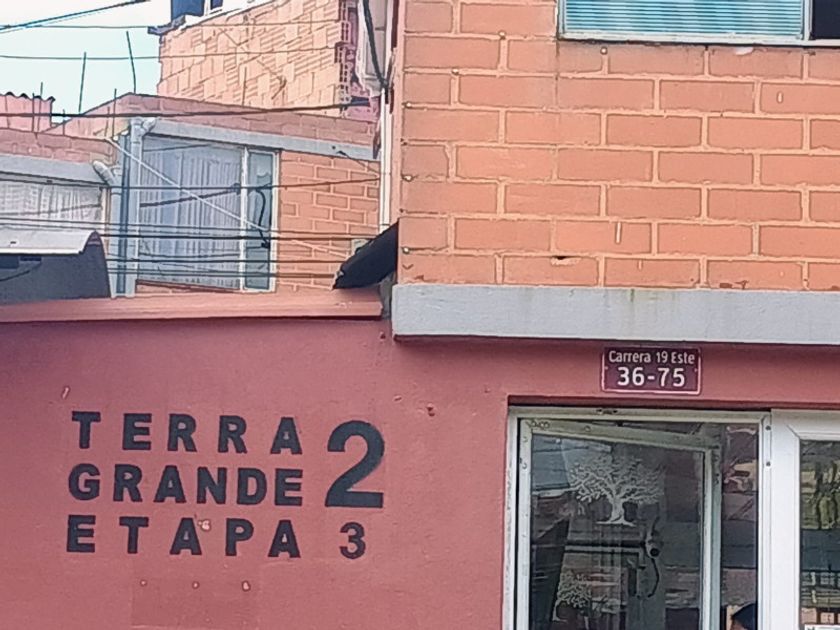 Carrera 19 Este
36-75
TERRA 2
GRANDE
ETAPA 3